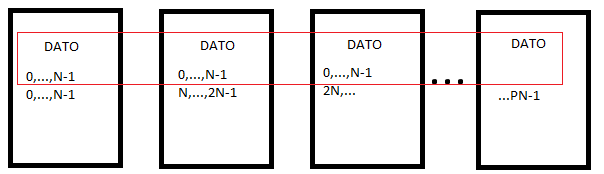 DATO
0,...,N-1
0,...,N-1
DATO
0,...,N-1
N,...,2N-1
DATO
0,...,N-1
2N,...
...
DATO
...PN-1